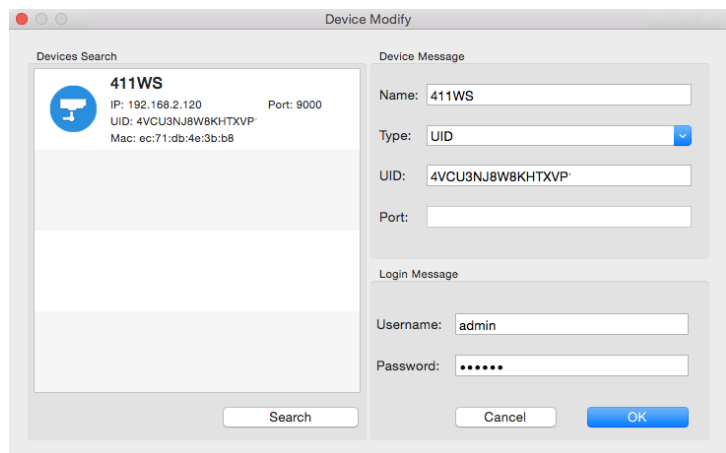 Device Modify
Devices Search
411WS
IP: 192.168.2.120 Port: 9000
UID: 4VCU3NJ8W8KHTXVP
Mac: ec:71:db:4e:3b:b8
Search
Device Message
Name: 411WS
Type: UID
UID: 4VCU3NJ8W8KHTXVP
Port:
Login Message
Username: admin
Password: ••••••
Cancel OK